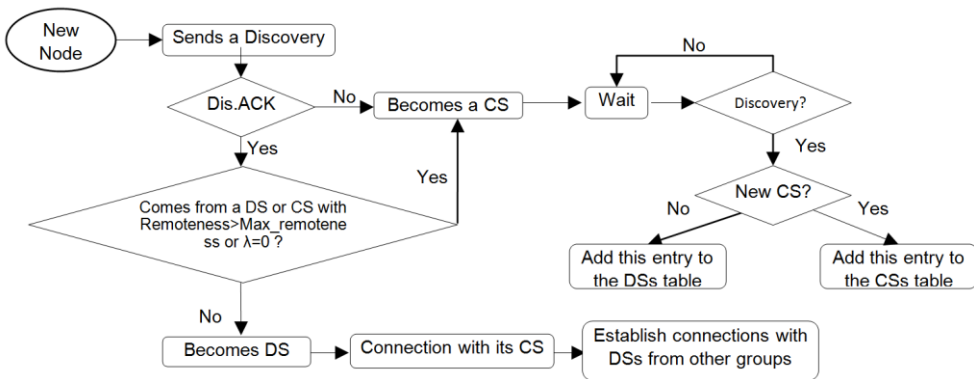 New
Node
Sends a Discovery
Dis.ACK
No
Becomes a CS
Wait
No
Discovery?
Yes
Yes
Yes
New CS?
Comes from a DS or CS with
Remoteness>Max_remotene
ss or λ=0 ?
No
Yes
Add this entry to
the DSs table
Add this entry to
the CSs table
No
Becomes DS
Connection with its CS
Establish connections with
DSs from other groups